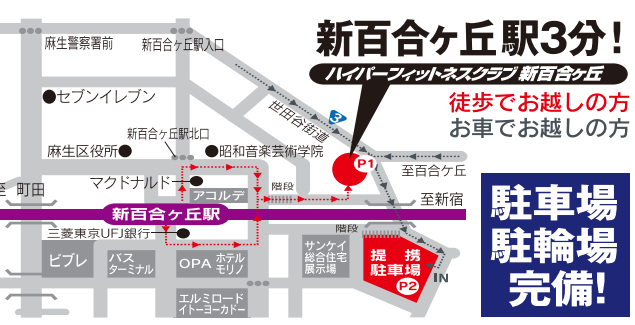 新百合ヶ丘駅3分!
ハイパーフィットネスクラブ 新百合ヶ丘
徒歩でお越しの方
お車でお越しの方
麻生警察署前
新百合ヶ丘駅入口
セブンイレブン
世田谷街道
3
新百合ヶ丘駅北口
麻生区役所
昭和音楽芸術学院
P1
至百合ケ丘
マクドナルド
階段
至 町田
アコルデ
至新宿
新百合ヶ丘駅
三菱東京UFJ銀行
階段
ビブレ
バス
ターミナル
OPA ホテル
モリノ
サンケイ
総合住宅
展示場
提携
駐車場
P2
IN
エルミロード
イトーヨーカドー
駐車場
駐輪場
完備!